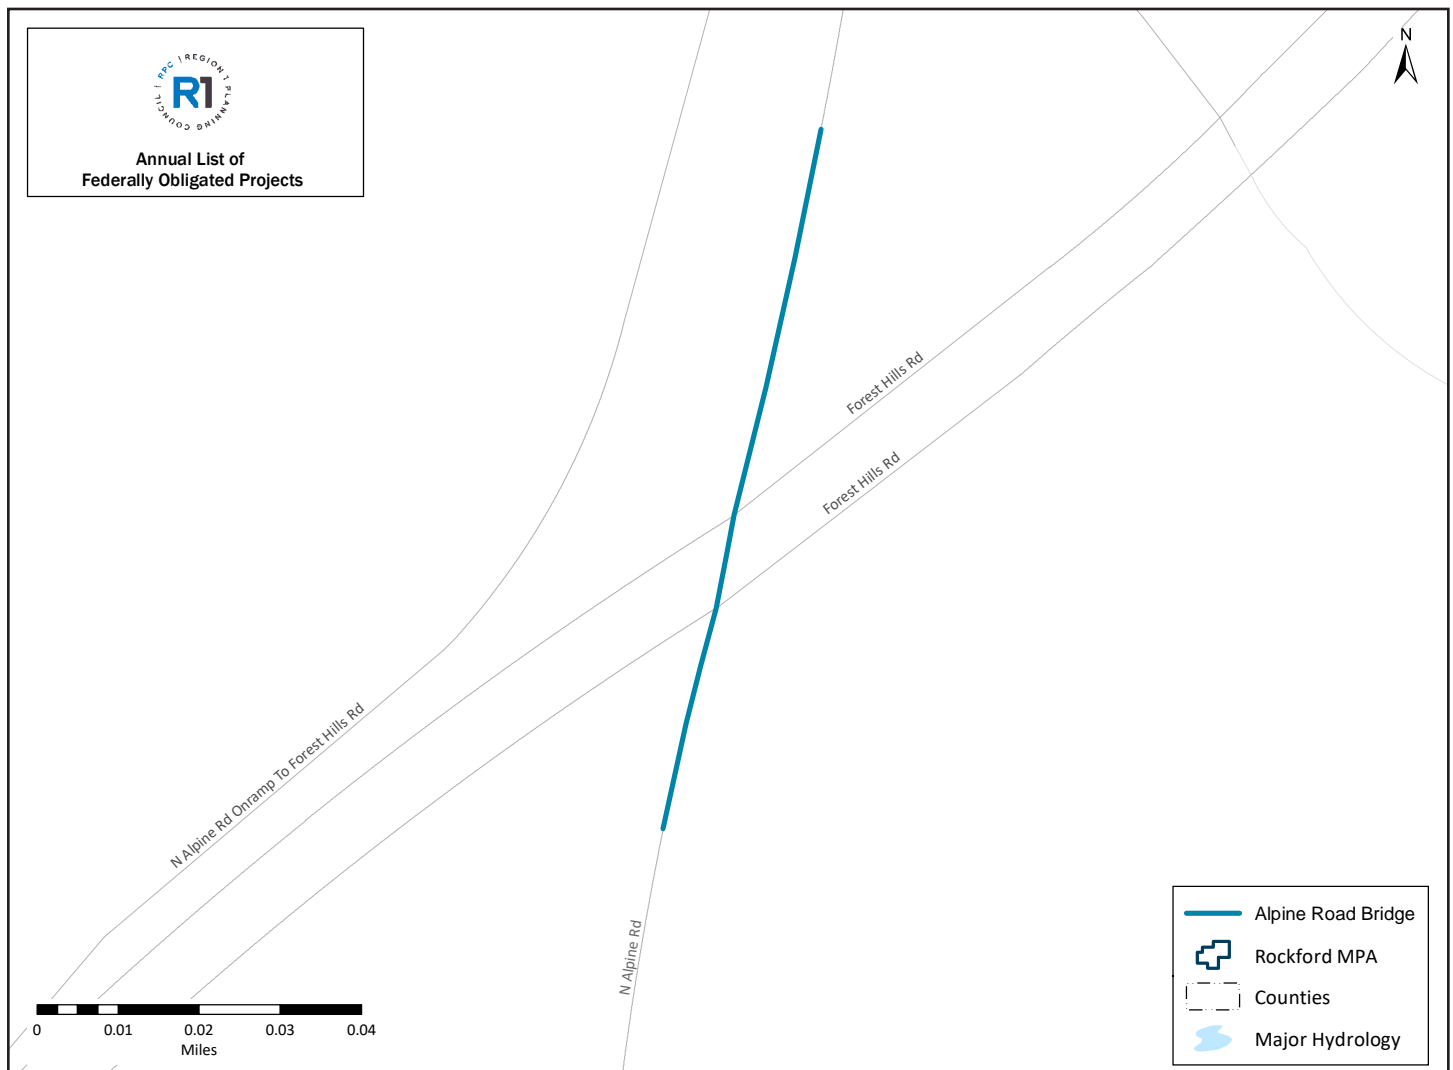 RPC | REGION 1 PLANNING COUNCIL |
R1
Annual List of
Federally Obligated Projects
N
Forest Hills Rd
Forest Hills Rd
N Alpine Rd Onramp To Forest Hills Rd
N Alpine Rd
0 0.01 0.02 0.03 0.04
Miles
Alpine Road Bridge
Rockford MPA
Counties
Major Hydrology